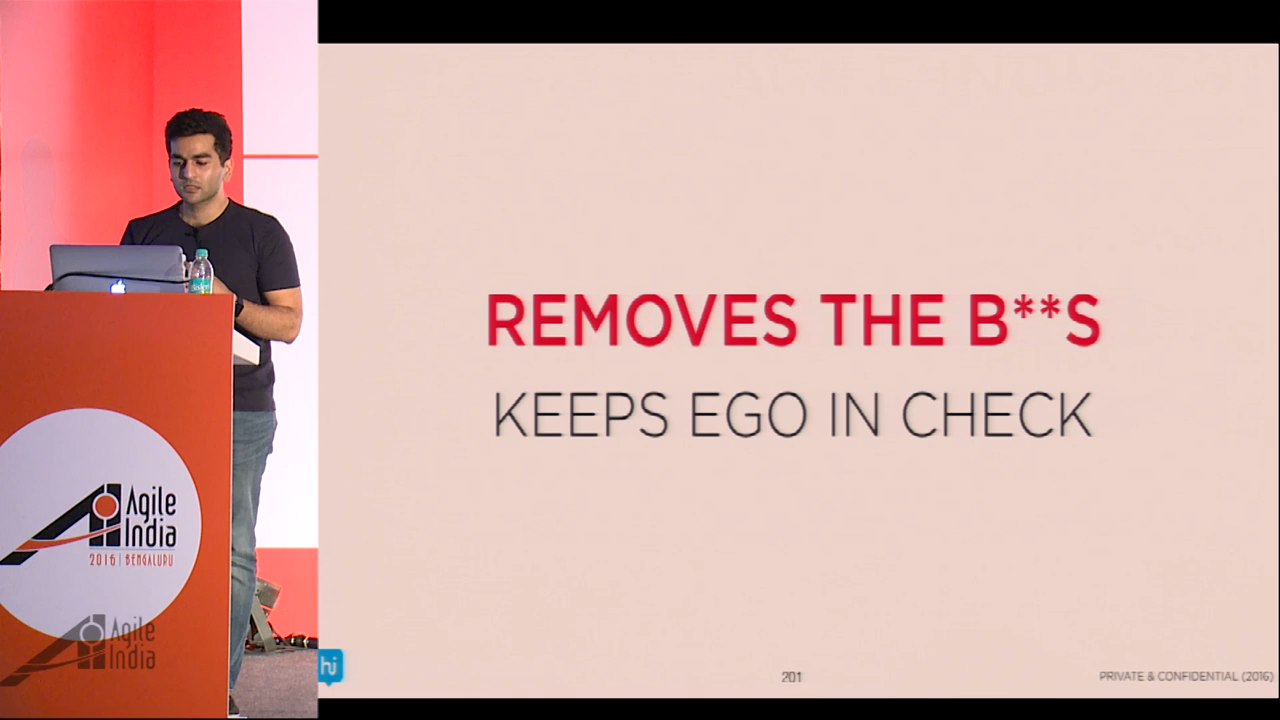 REMOVES THE B**S
KEEPS EGO IN CHECK
Agile
India
2016 | BENGALURU
Agile
India
hi
201
PRIVATE & CONFIDENTIAL (2016)